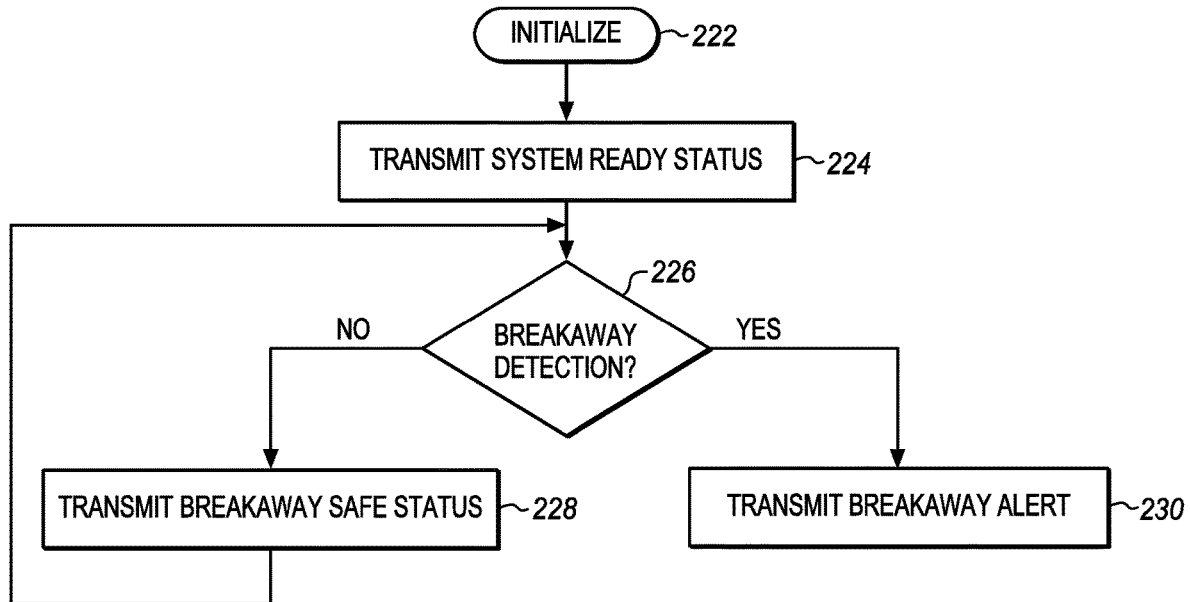 INITIALIZE
222
TRANSMIT SYSTEM READY STATUS
224
226
BREAKAWAY
DETECTION?
NO
YES
TRANSMIT BREAKAWAY SAFE STATUS
228
TRANSMIT BREAKAWAY ALERT
230